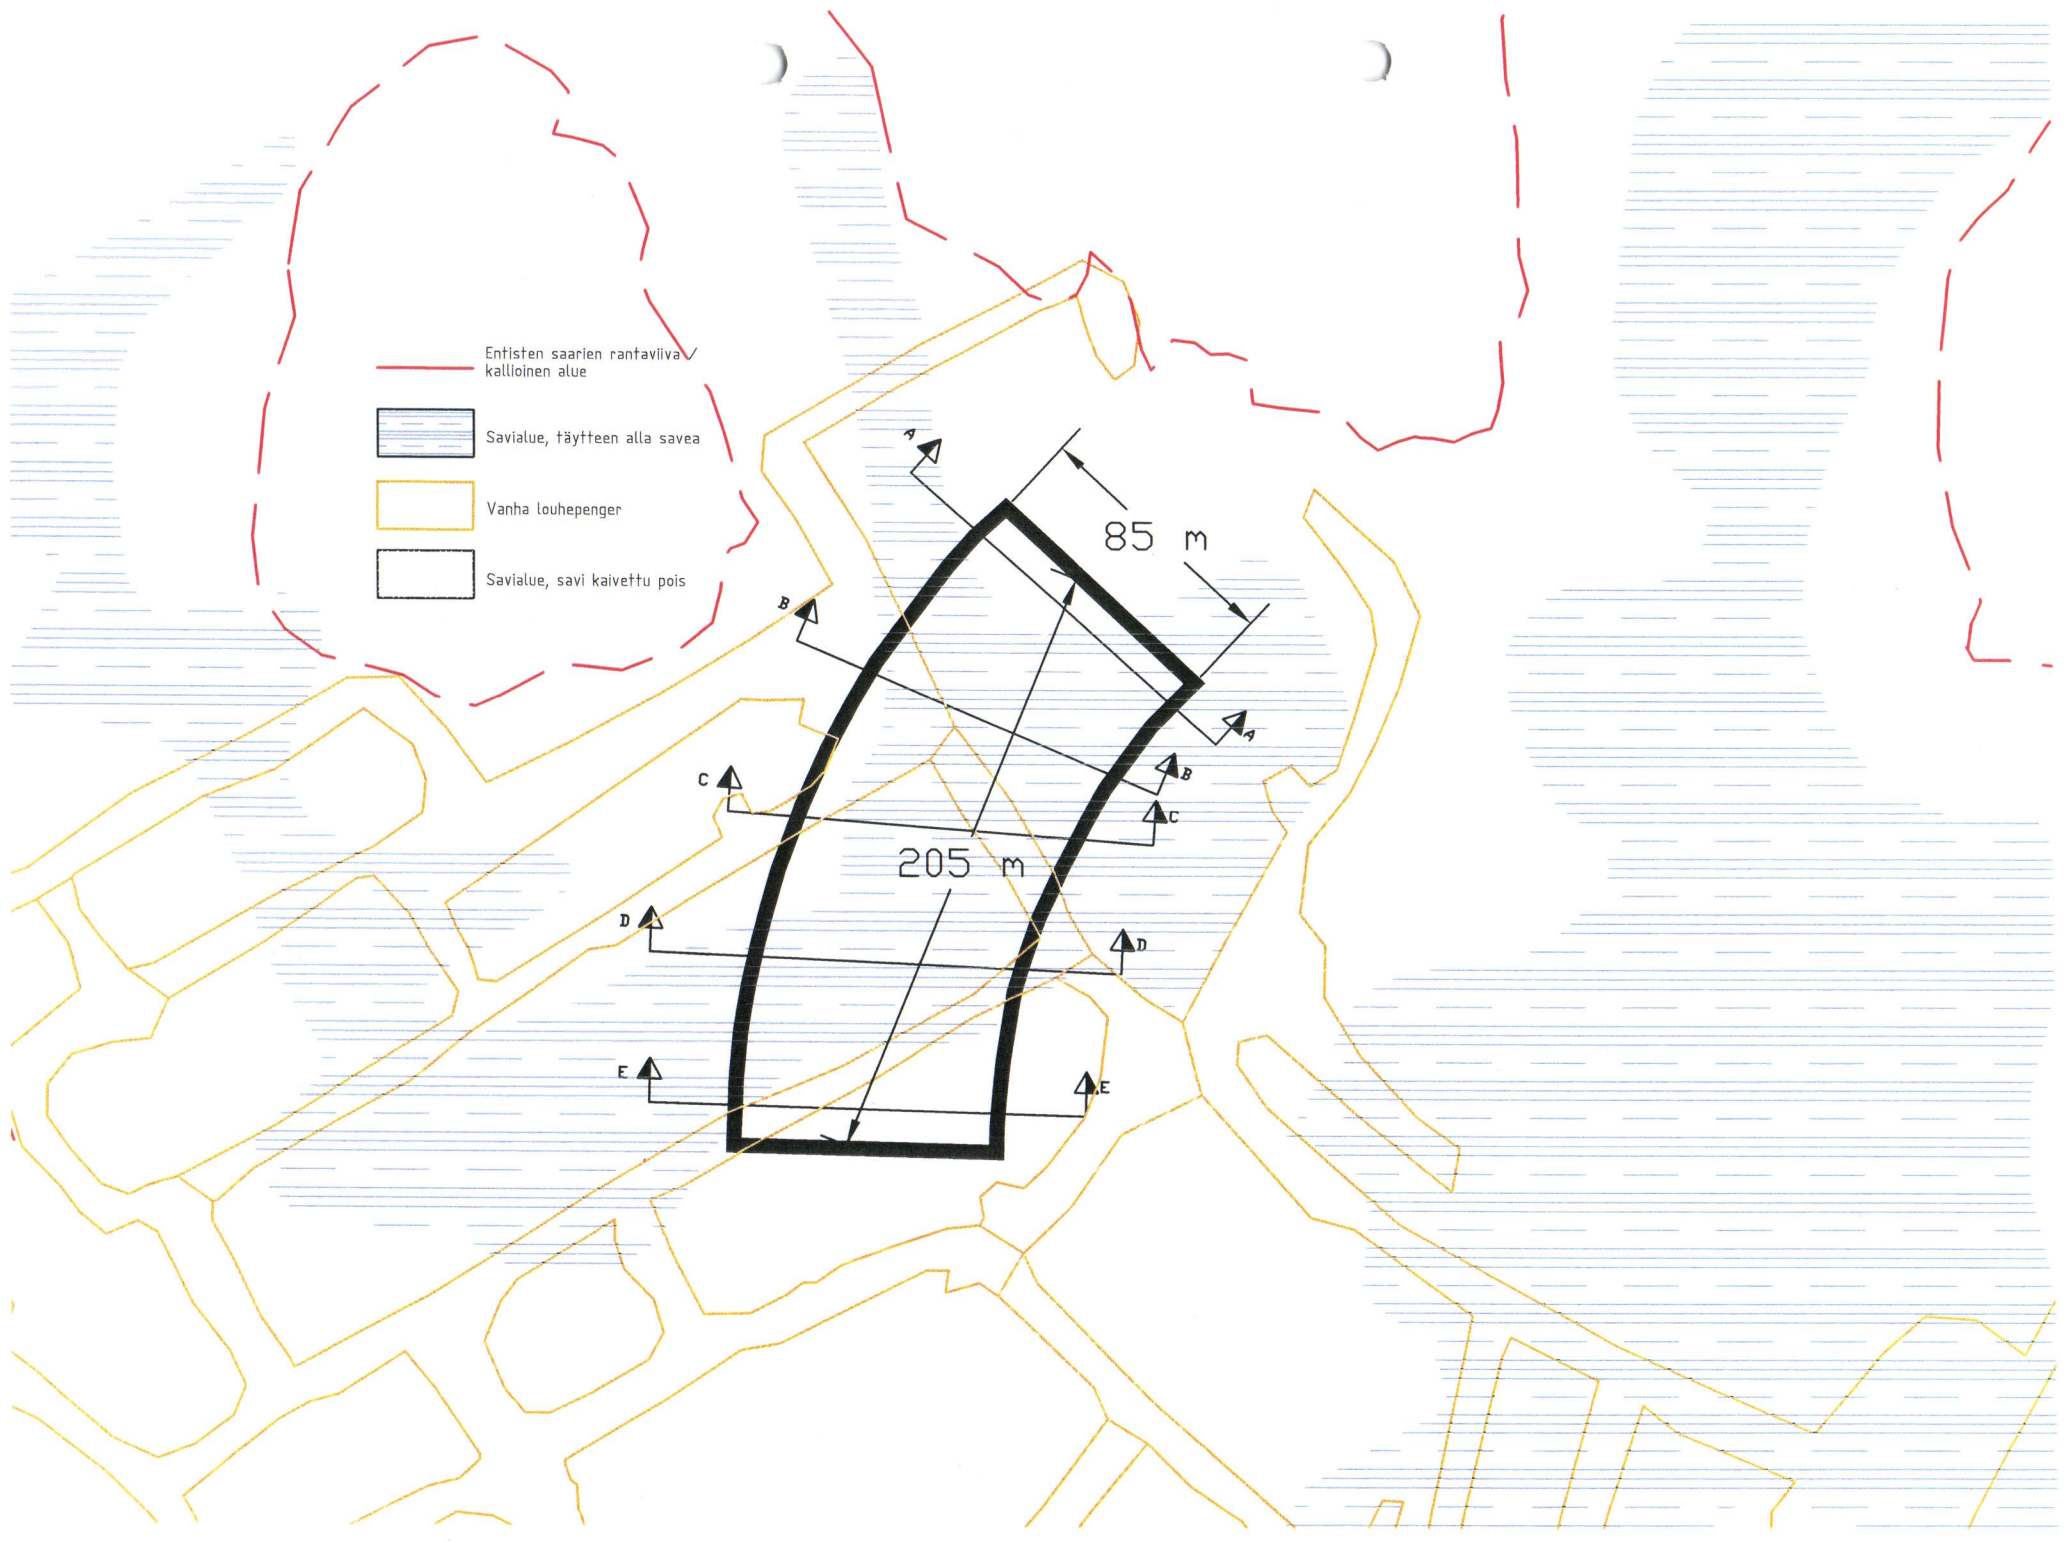 Entisten saarien rantaviiva /
kallioinen alue
Savialue, täytteen alla savea
Vanha louhepenger
Savialue, savi kaivettu pois
A
85 m
B
A
B
C
C
205 m
D
D
E
E